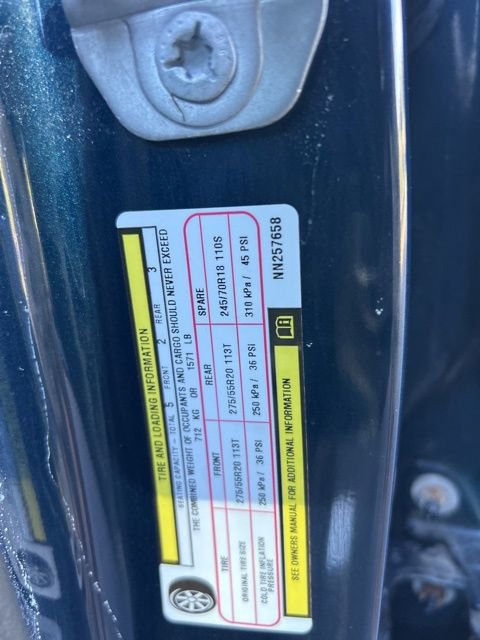 TIRE AND LOADING INFORMATION
SEATING CAPACITY - TOTAL 5 FRONT 2 REAR 3
THE COMBINED WEIGHT OF OCCUPANTS AND CARGO SHOULD NEVER EXCEED
712 KG OR 1571 LB
TIRE FRONT REAR SPARE
ORIGINAL TIRE SIZE 275/55R20 113T 275/55R20 113T 245/70R18 110S
COLD TIRE INFLATION PRESSURE 250 kPa / 36 PSI 250 kPa / 36 PSI 310 kPa / 45 PSI
SEE OWNERS MANUAL FOR ADDITIONAL INFORMATION
NN257658